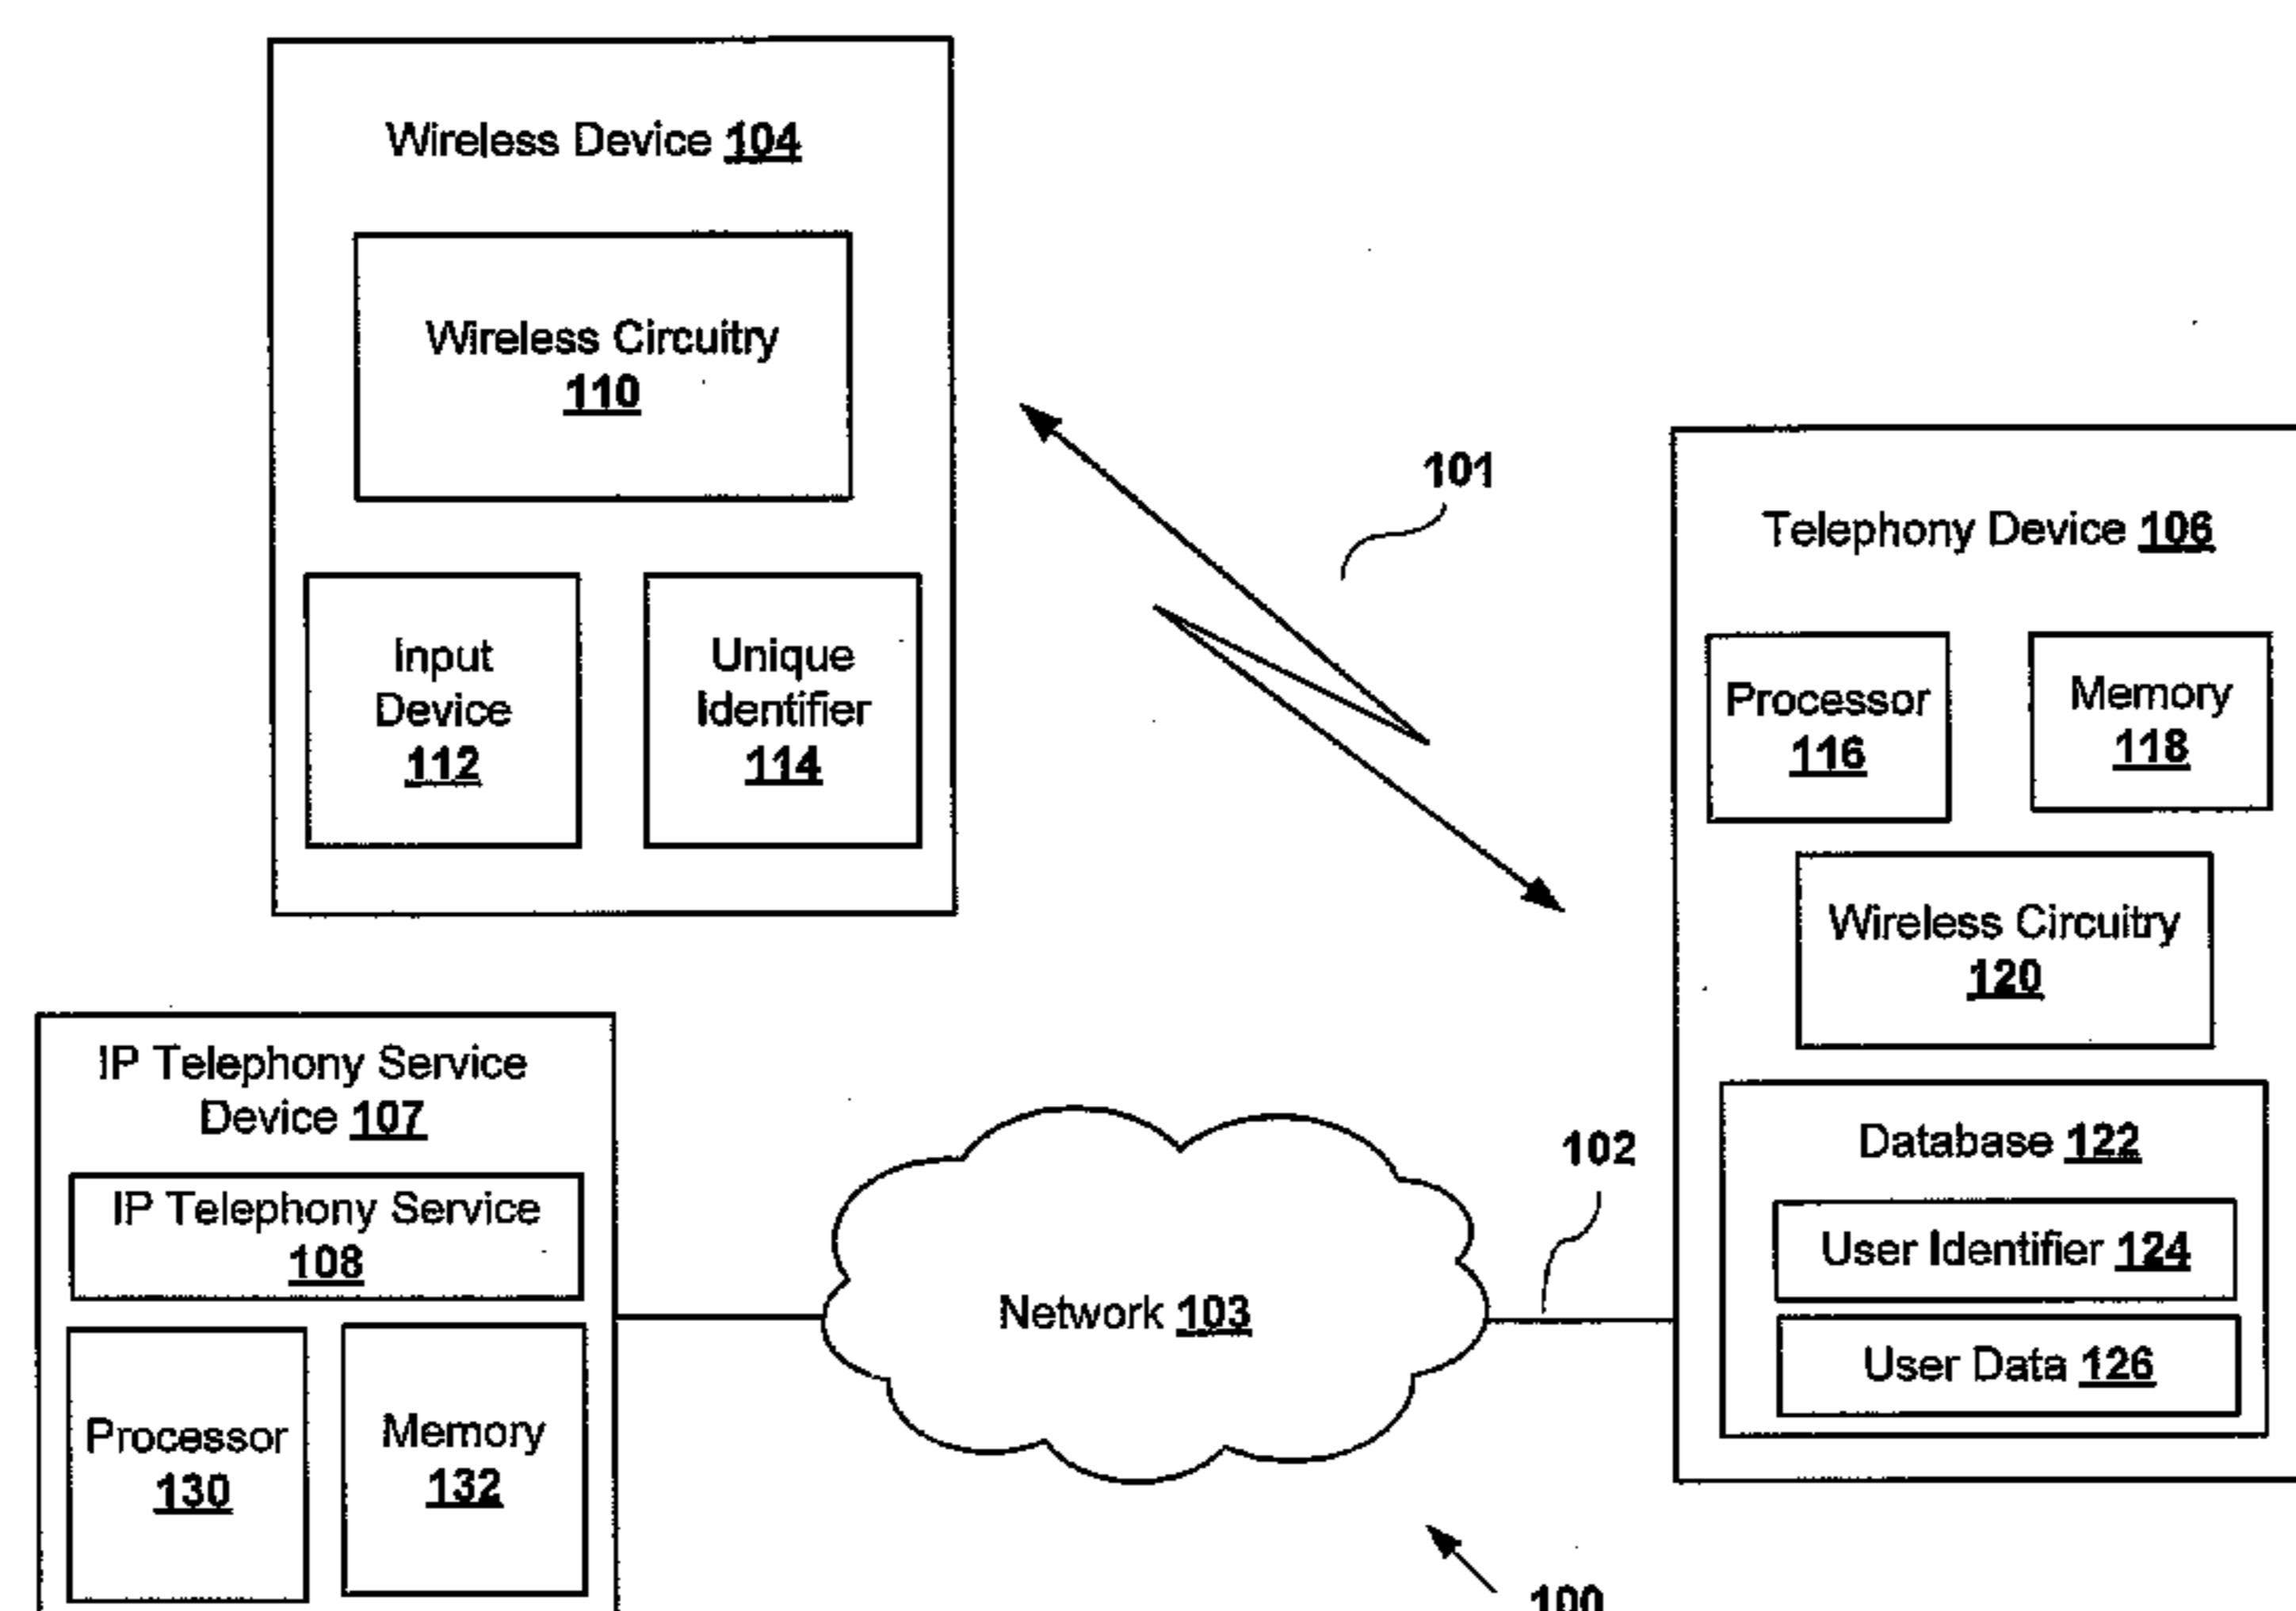 Wireless Device 104
Wireless Circuitry
110
Input
Device
112
Unique
Identifier
114
101
Telephony Device 106
Processor
116
Memory
118
Wireless Circuitry
120
Database 122
User Identifier 124
User Data 126
IP Telephony Service
Device 107
IP Telephony Service
108
Processor
130
Memory
132
Network 103
102
100